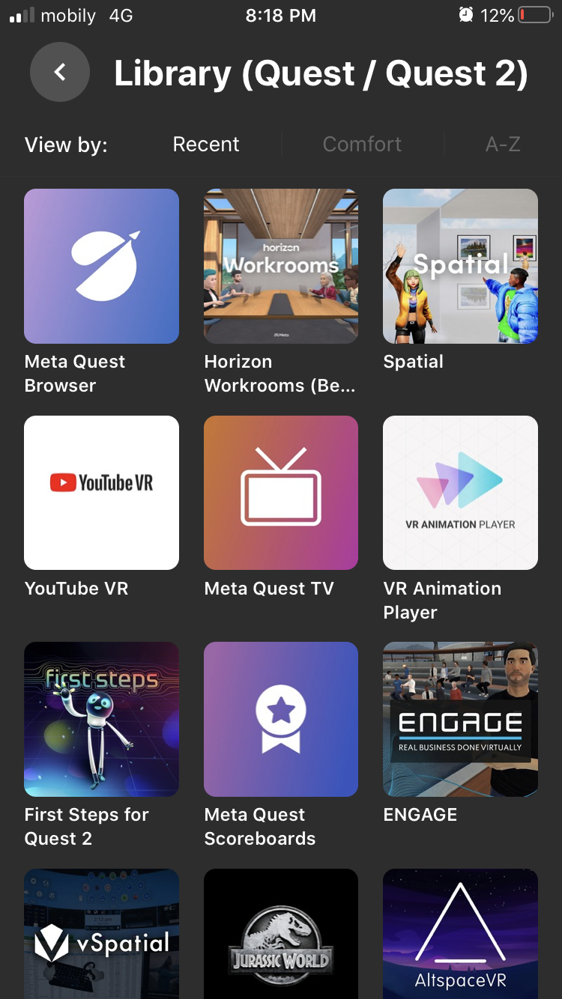 mobily 4G 8:18 PM 12%
Library (Quest / Quest 2)
View by: Recent Comfort A-Z
horizon
Workrooms
Meta
Spatial
Meta Quest
Browser
Horizon
Workrooms (Be...
Spatial
YouTube VR
VR ANIMATION PLAYER
YouTube VR
Meta Quest TV
VR Animation
Player
first steps
ENGAGE
REAL BUSINESS DONE VIRTUALLY
First Steps for
Quest 2
Meta Quest
Scoreboards
ENGAGE
3:12 pm
vSpatial
JURASSIC WORLD
AltspaceVR